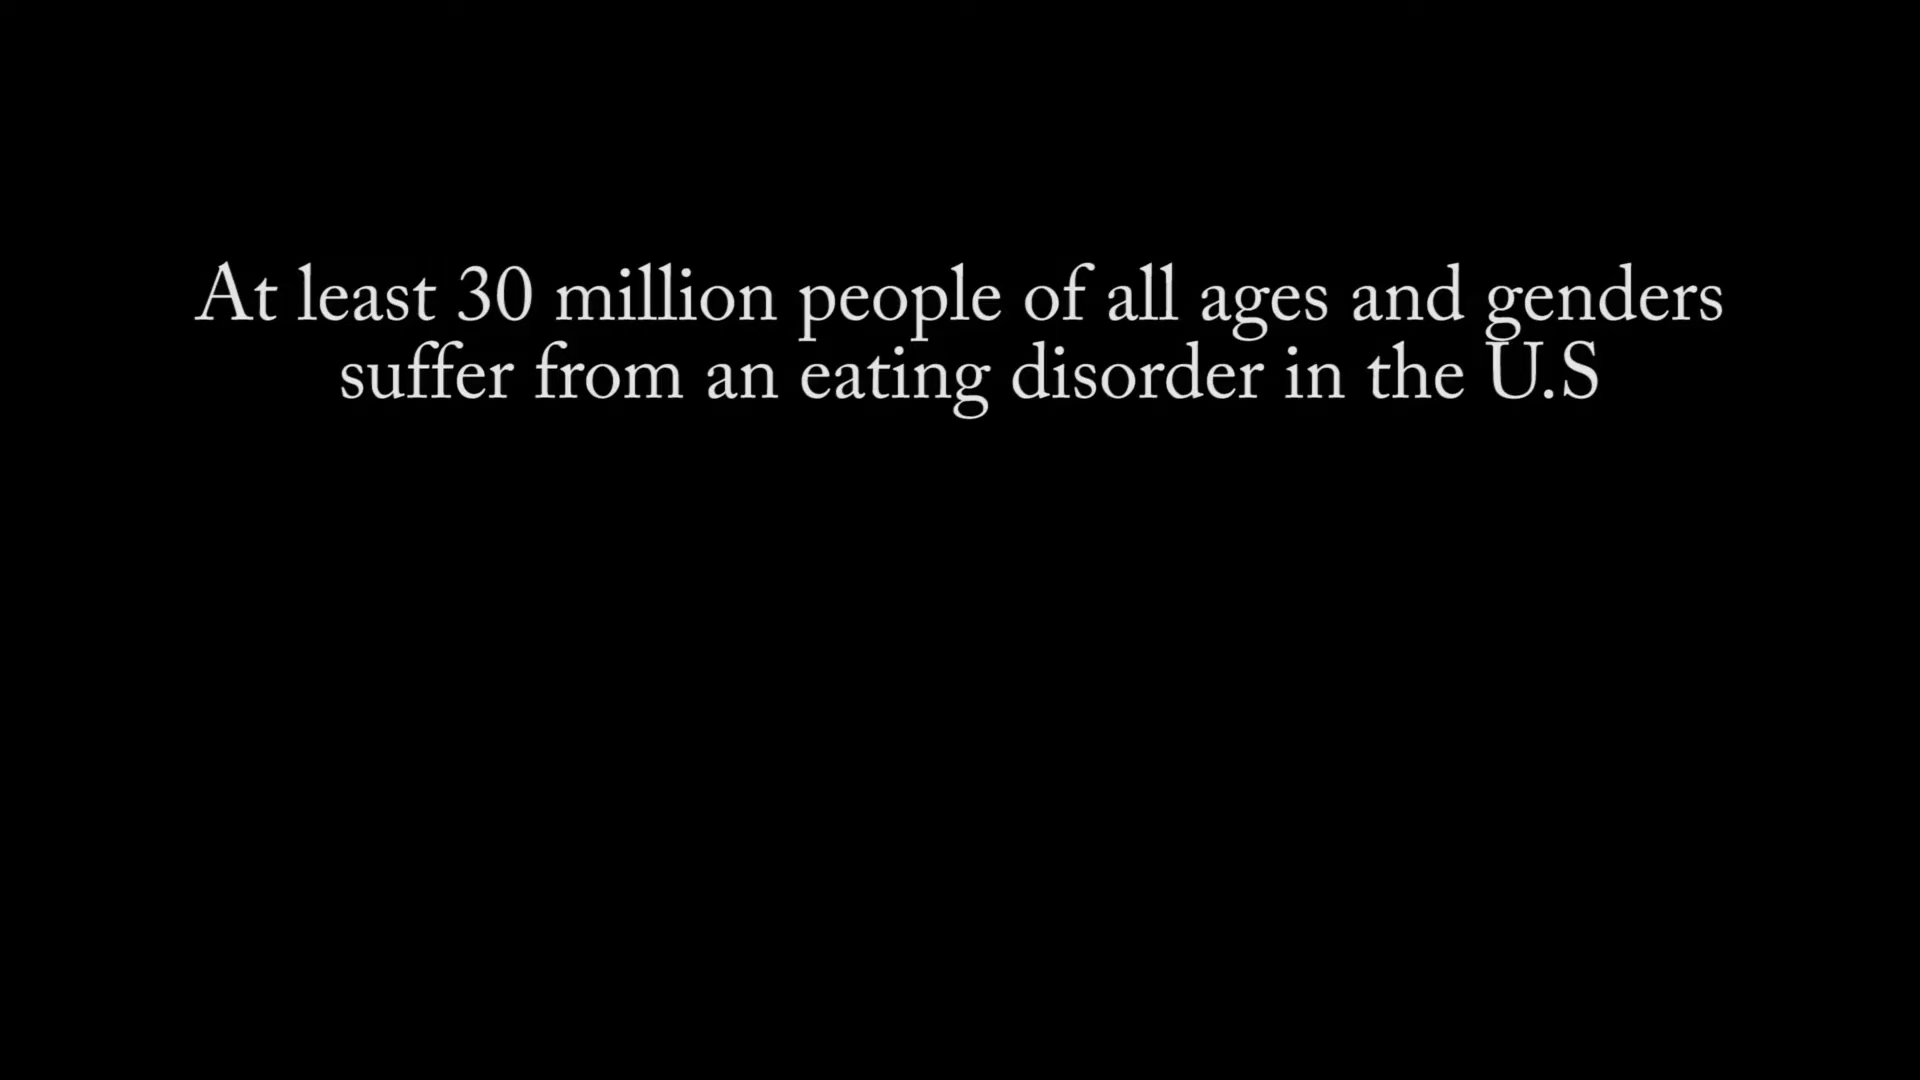 At least 30 million people of all ages and genders
suffer from an eating disorder in the U.S